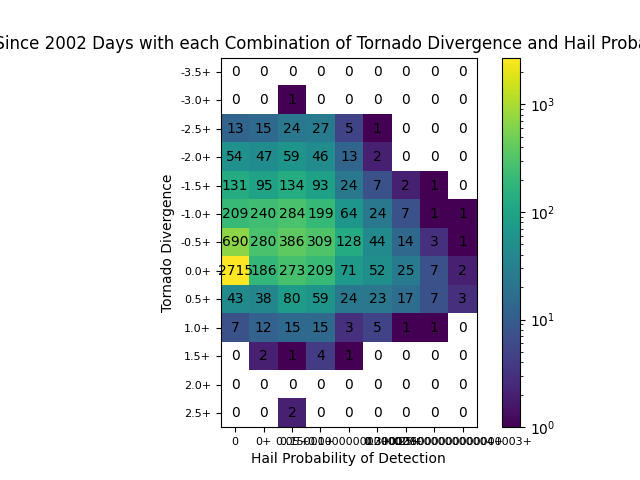 Since 2002 Days with each Combination of Tornado Divergence and Hail Proba
-3.5+ 0 0 0 0 0 0 0 0 0
-3.0+ 0 0 1 0 0 0 0 0 0
-2.5+ 13 15 24 27 5 1 0 0 0
-2.0+ 54 47 59 46 13 2 0 0 0
-1.5+ 131 95 134 93 24 7 2 1 0
-1.0+ 209 240 284 199 64 24 7 1 1
-0.5+ 690 280 386 309 128 44 14 3 1
0.0+ 2715 186 273 209 71 52 25 7 2
0.5+ 43 38 80 59 24 23 17 7 3
1.0+ 7 12 15 15 3 5 1 1 0
1.5+ 0 2 1 4 1 0 0 0 0
2.0+ 0 0 0 0 0 0 0 0 0
2.5+ 0 0 2 0 0 0 0 0 0
0 0+
Hail Probability of Detection
Tornado Divergence
10³
10²
10¹
10⁰